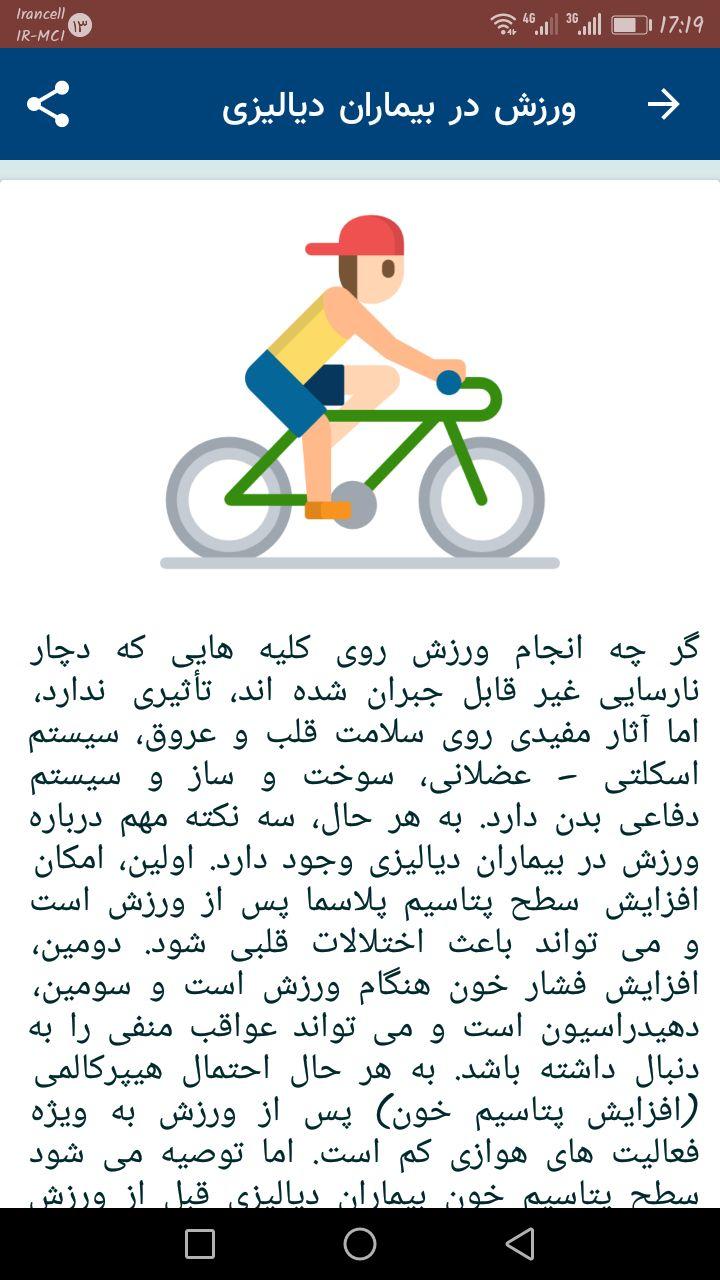 Irancell
IR-MCI
۱۳
4G
3G
17:19
ورزش در بیماران دیالیزی
گر چه انجام ورزش روی کلیه هایی که دچار
نارسایی غیر قابل جبران شده اند، تأثیری ندارد،
اما آثار مفیدی روی سلامت قلب و عروق، سیستم
اسکلتی - عضلانی، سوخت و ساز و سیستم
دفاعی بدن دارد. به هر حال، سه نکته مهم درباره
ورزش در بیماران دیالیزی وجود دارد. اولین، امکان
افزایش سطح پتاسیم پلاسما پس از ورزش است
و می تواند باعث اختلالات قلبی شود. دومین،
افزایش فشار خون هنگام ورزش است و سومین،
دهیدراسیون است و می تواند عواقب منفی را به
دنبال داشته باشد. به هر حال احتمال هیپرکالمی
(افزایش پتاسیم خون) پس از ورزش به ویژه
فعالیت های هوازی کم است. اما توصیه می شود
سطح پتاسیم خون بیماران دیالیزی قبل از ورزش